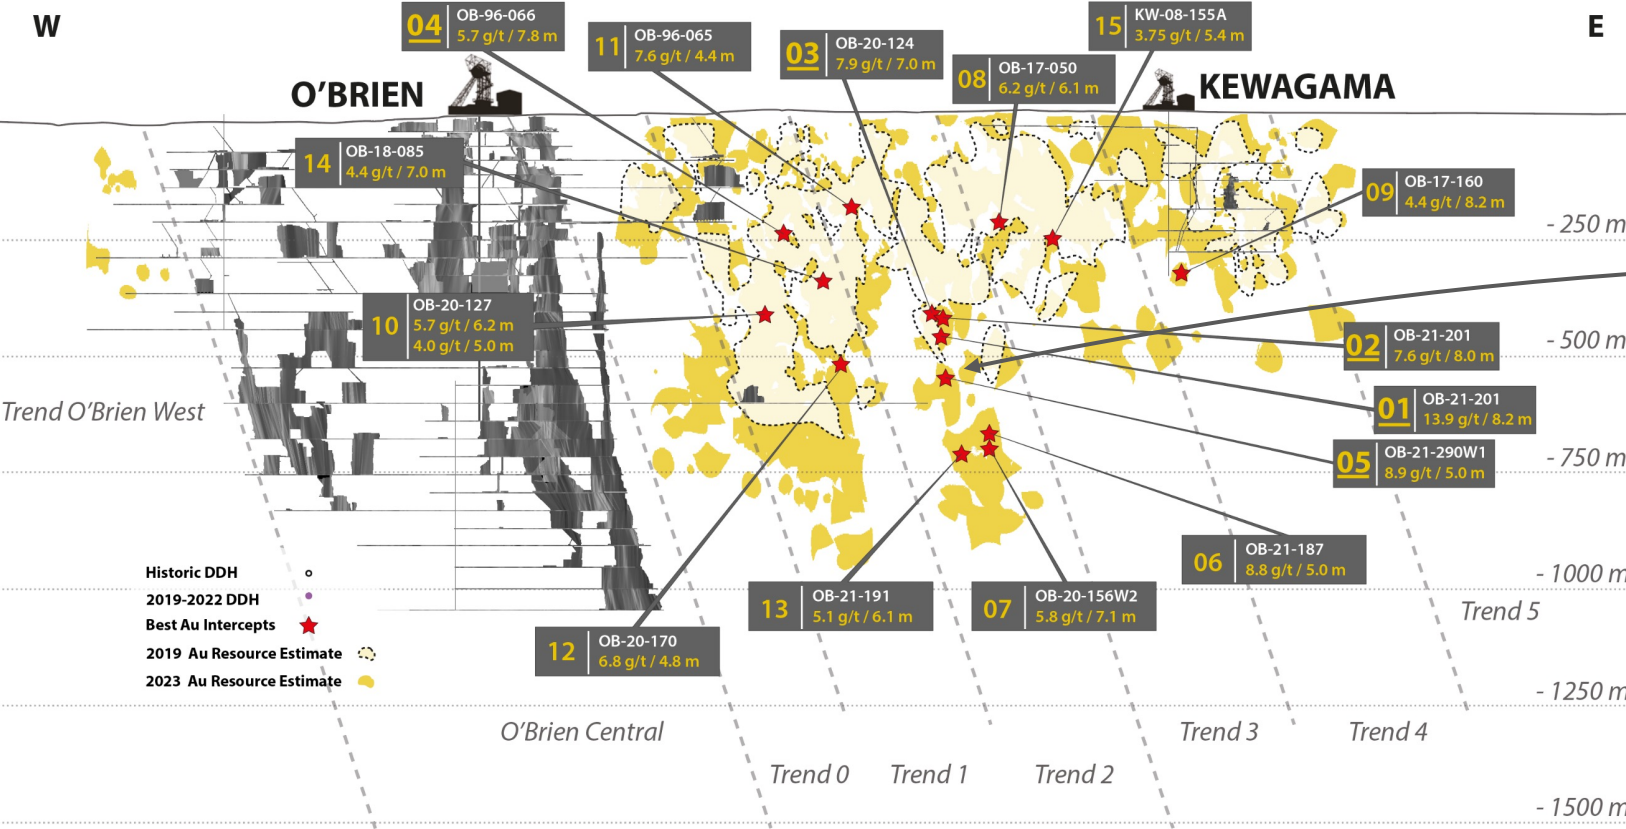 W
E
04
OB-96-066
5.7 g/t / 7.8 m
11
OB-96-065
7.6 g/t / 4.4 m
03
OB-20-124
7.9 g/t / 7.0 m
08
OB-17-050
6.2 g/t / 6.1 m
15
KW-08-155A
3.75 g/t / 5.4 m
O'BRIEN
KEWAGAMA
14
OB-18-085
4.4 g/t / 7.0 m
09
OB-17-160
4.4 g/t / 8.2 m
- 250 m
10
OB-20-127
5.7 g/t / 6.2 m
4.0 g/t / 5.0 m
02
OB-21-201
7.6 g/t / 8.0 m
- 500 m
01
OB-21-201
13.9 g/t / 8.2 m
Trend O'Brien West
05
OB-21-290W1
8.9 g/t / 5.0 m
- 750 m
06
OB-21-187
8.8 g/t / 5.0 m
- 1000 m
Historic DDH
2019-2022 DDH
Best Au Intercepts
2019 Au Resource Estimate
2023 Au Resource Estimate
13
OB-21-191
5.1 g/t / 6.1 m
07
OB-20-156W2
5.8 g/t / 7.1 m
Trend 5
12
OB-20-170
6.8 g/t / 4.8 m
- 1250 m
O'Brien Central
Trend 3
Trend 4
Trend 0
Trend 1
Trend 2
- 1500 m